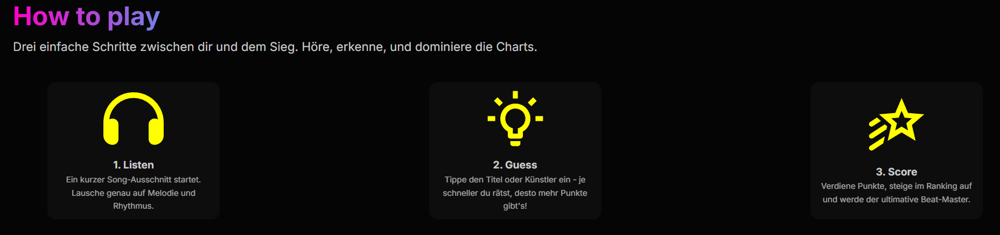 How to play
Drei einfache Schritte zwischen dir und dem Sieg. Höre, erkenne, und dominiere die Charts.
1. Listen
Ein kurzer Song-Ausschnitt startet.
Lausche genau auf Melodie und
Rhythmus.
2. Guess
Tippe den Titel oder Künstler ein - je
schneller du rätst, desto mehr Punkte
gibt's!
3. Score
Verdiene Punkte, steige im Ranking auf
und werde der ultimative Beat-Master.